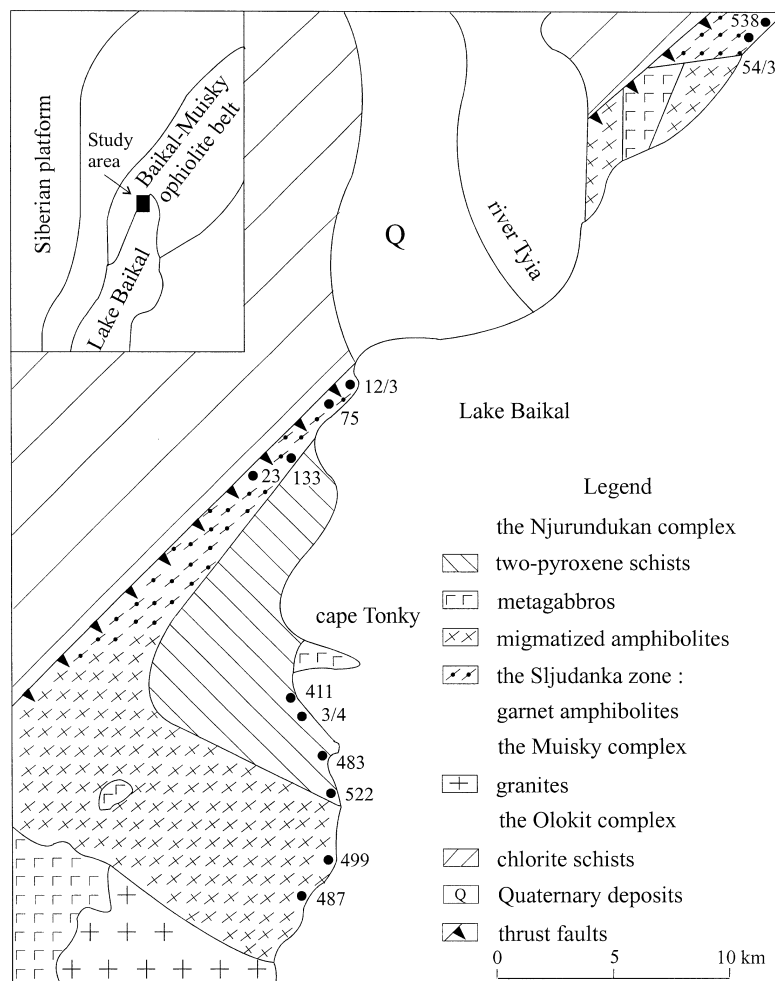 538
54/3
Siberian platform
Study
area
Baikal-Muisky
ophiolite belt
Lake Baikal
Q
river Tyia
12/3
75
23
133
Lake Baikal
cape Tonky
411
3/4
483
522
499
487
Legend
the Njurundukan complex
two-pyroxene schists
metagabbros
migmatized amphibolites
the Sljudanka zone :
garnet amphibolites
the Muisky complex
granites
the Olokit complex
chlorite schists
Q Quaternary deposits
thrust faults
0 5 10 km